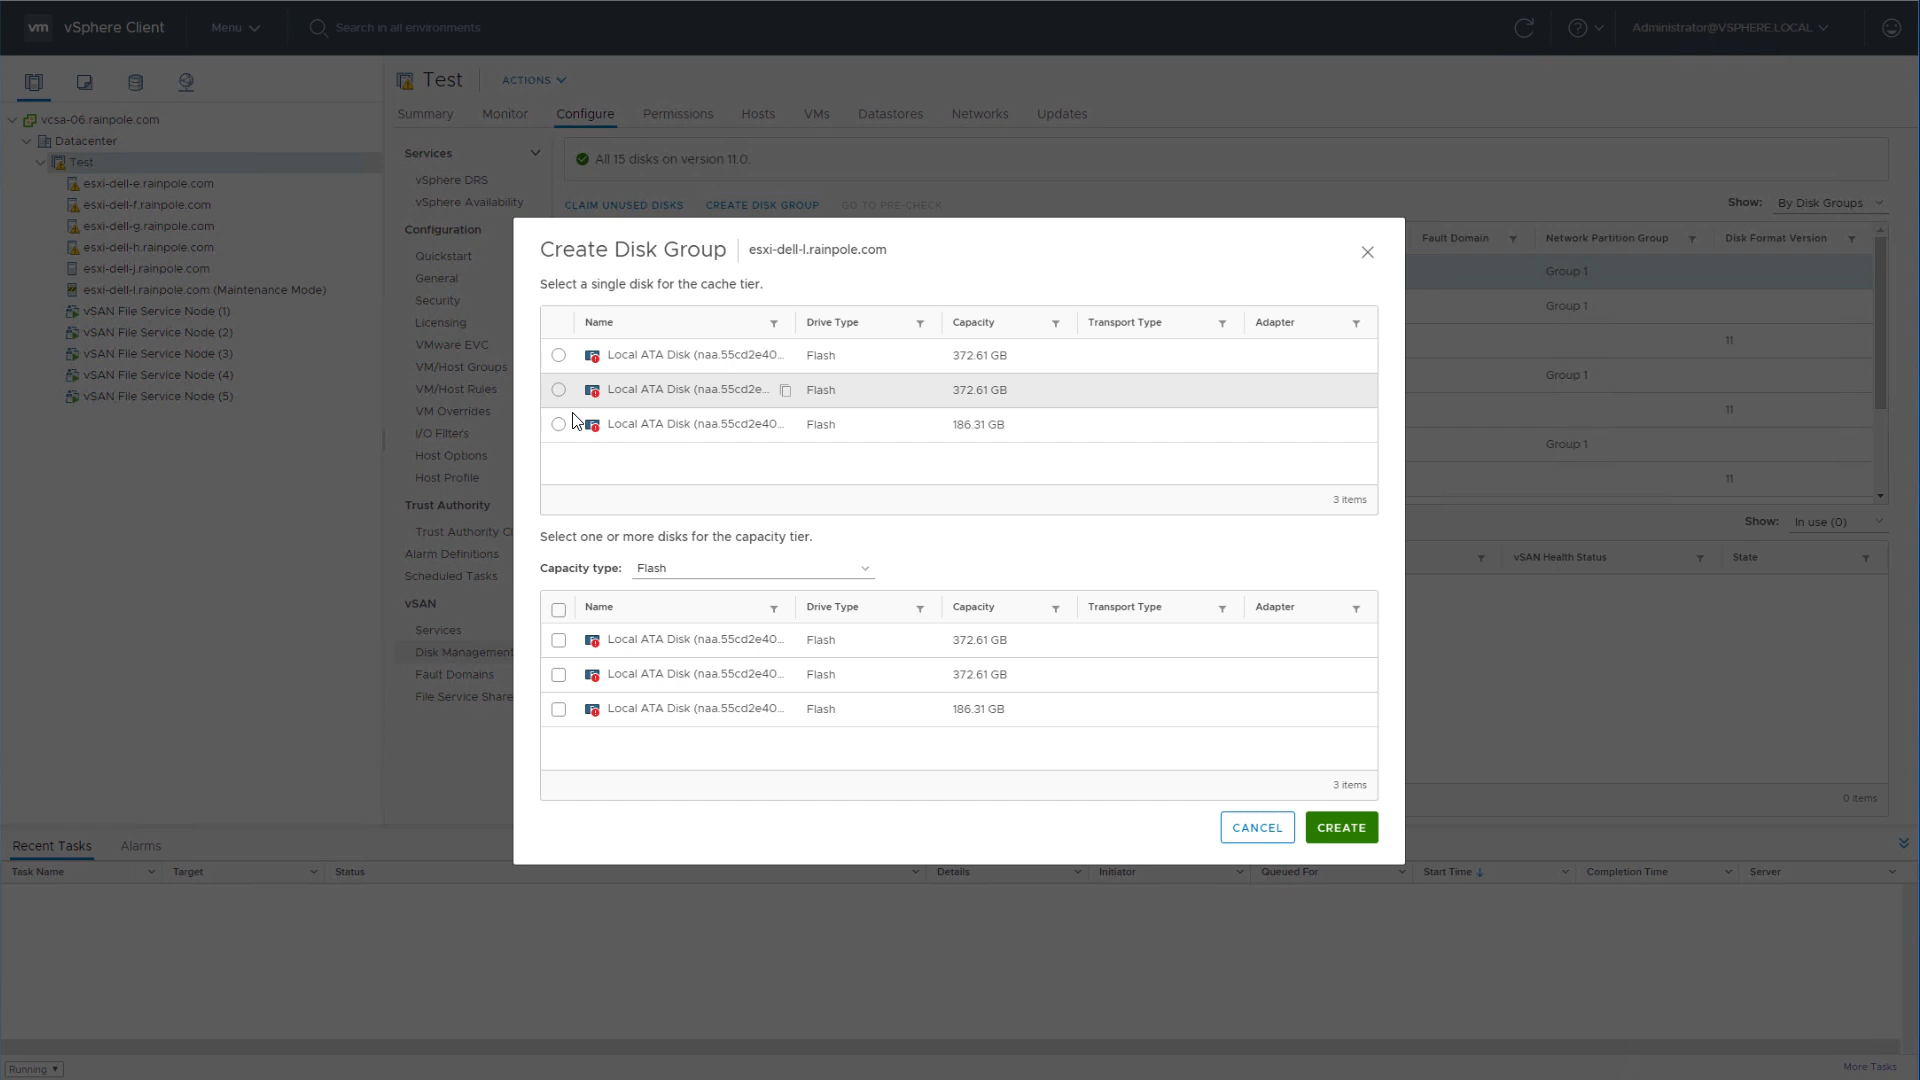 vm vSphere Client Menu Search in all environments Administrator@VSPHERE.LOCAL
Test ACTIONS
Summary Monitor Configure Permissions Hosts VMs Datastores Networks Updates
vcsa-06.rainpole.com
Datacenter
Test
esxi-dell-e.rainpole.com
esxi-dell-f.rainpole.com
esxi-dell-g.rainpole.com
esxi-dell-h.rainpole.com
esxi-dell-j.rainpole.com
esxi-dell-l.rainpole.com (Maintenance Mode)
vSAN File Service Node (1)
vSAN File Service Node (2)
vSAN File Service Node (3)
vSAN File Service Node (4)
vSAN File Service Node (5)
Services
vSphere DRS
vSphere Availability
Configuration
Quickstart
General
Security
Licensing
VMware EVC
VM/Host Groups
VM/Host Rules
VM Overrides
I/O Filters
Host Options
Host Profile
Trust Authority
Trust Authority Cl
Alarm Definitions
Scheduled Tasks
vSAN
Services
Disk Management
Fault Domains
File Service Share
All 15 disks on version 11.0.
CLAIM UNUSED DISKS CREATE DISK GROUP GO TO PRE-CHECK Show: By Disk Groups
Fault Domain Network Partition Group Disk Format Version
Group 1
Group 1
11
Group 1
11
Group 1
11
Show: In use (0)
vSAN Health Status State
0 items
Create Disk Group esxi-dell-l.rainpole.com
Select a single disk for the cache tier.
Name Drive Type Capacity Transport Type Adapter
Local ATA Disk (naa.55cd2e40... Flash 372.61 GB
Local ATA Disk (naa.55cd2e... Flash 372.61 GB
Local ATA Disk (naa.55cd2e40... Flash 186.31 GB
3 items
Select one or more disks for the capacity tier.
Capacity type: Flash
Name Drive Type Capacity Transport Type Adapter
Local ATA Disk (naa.55cd2e40... Flash 372.61 GB
Local ATA Disk (naa.55cd2e40... Flash 372.61 GB
Local ATA Disk (naa.55cd2e40... Flash 186.31 GB
3 items
CANCEL CREATE
Recent Tasks Alarms
Task Name Target Status Details Initiator Queued For Start Time Completion Time Server
Running More Tasks